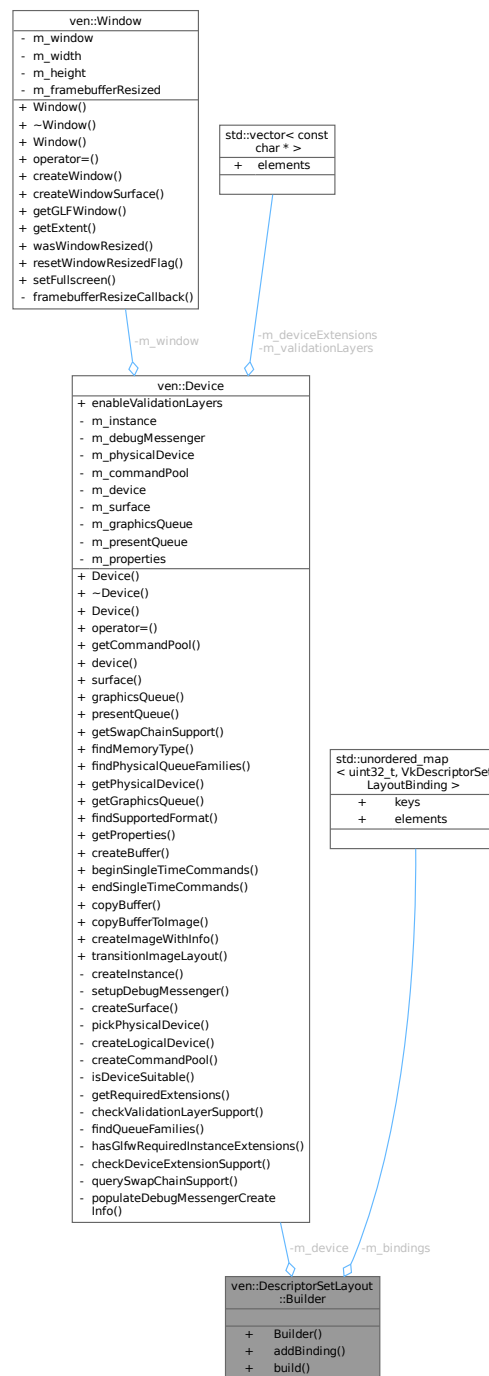 ven::Window
- m_window
- m_width
- m_height
- m_framebufferResized
+ Window()
+ ~Window()
+ Window()
+ operator=()
+ createWindow()
+ createWindowSurface()
+ getGLFWindow()
+ getExtent()
+ wasWindowResized()
+ resetWindowResizedFlag()
+ setFullscreen()
- framebufferResizeCallback()
std::vector< const
char * >
+ elements
-m_window
-m_deviceExtensions
-m_validationLayers
ven::Device
+ enableValidationLayers
- m_instance
- m_debugMessenger
- m_physicalDevice
- m_commandPool
- m_device
- m_surface
- m_graphicsQueue
- m_presentQueue
- m_properties
+ Device()
+ ~Device()
+ Device()
+ operator=()
+ getCommandPool()
+ device()
+ surface()
+ graphicsQueue()
+ presentQueue()
+ getSwapChainSupport()
+ findMemoryType()
+ findPhysicalQueueFamilies()
+ getPhysicalDevice()
+ getGraphicsQueue()
+ findSupportedFormat()
+ getProperties()
+ createBuffer()
+ beginSingleTimeCommands()
+ endSingleTimeCommands()
+ copyBuffer()
+ copyBufferToImage()
+ createImageWithInfo()
+ transitionImageLayout()
- createInstance()
- setupDebugMessenger()
- createSurface()
- pickPhysicalDevice()
- createLogicalDevice()
- createCommandPool()
- isDeviceSuitable()
- getRequiredExtensions()
- checkValidationLayerSupport()
- findQueueFamilies()
- hasGlfwRequiredInstanceExtensions()
- checkDeviceExtensionSupport()
- querySwapChainSupport()
- populateDebugMessengerCreate
Info()
std::unordered_map
< uint32_t, VkDescriptorSet
LayoutBinding >
+ keys
+ elements
-m_device
-m_bindings
ven::DescriptorSetLayout
::Builder
+ Builder()
+ addBinding()
+ build()